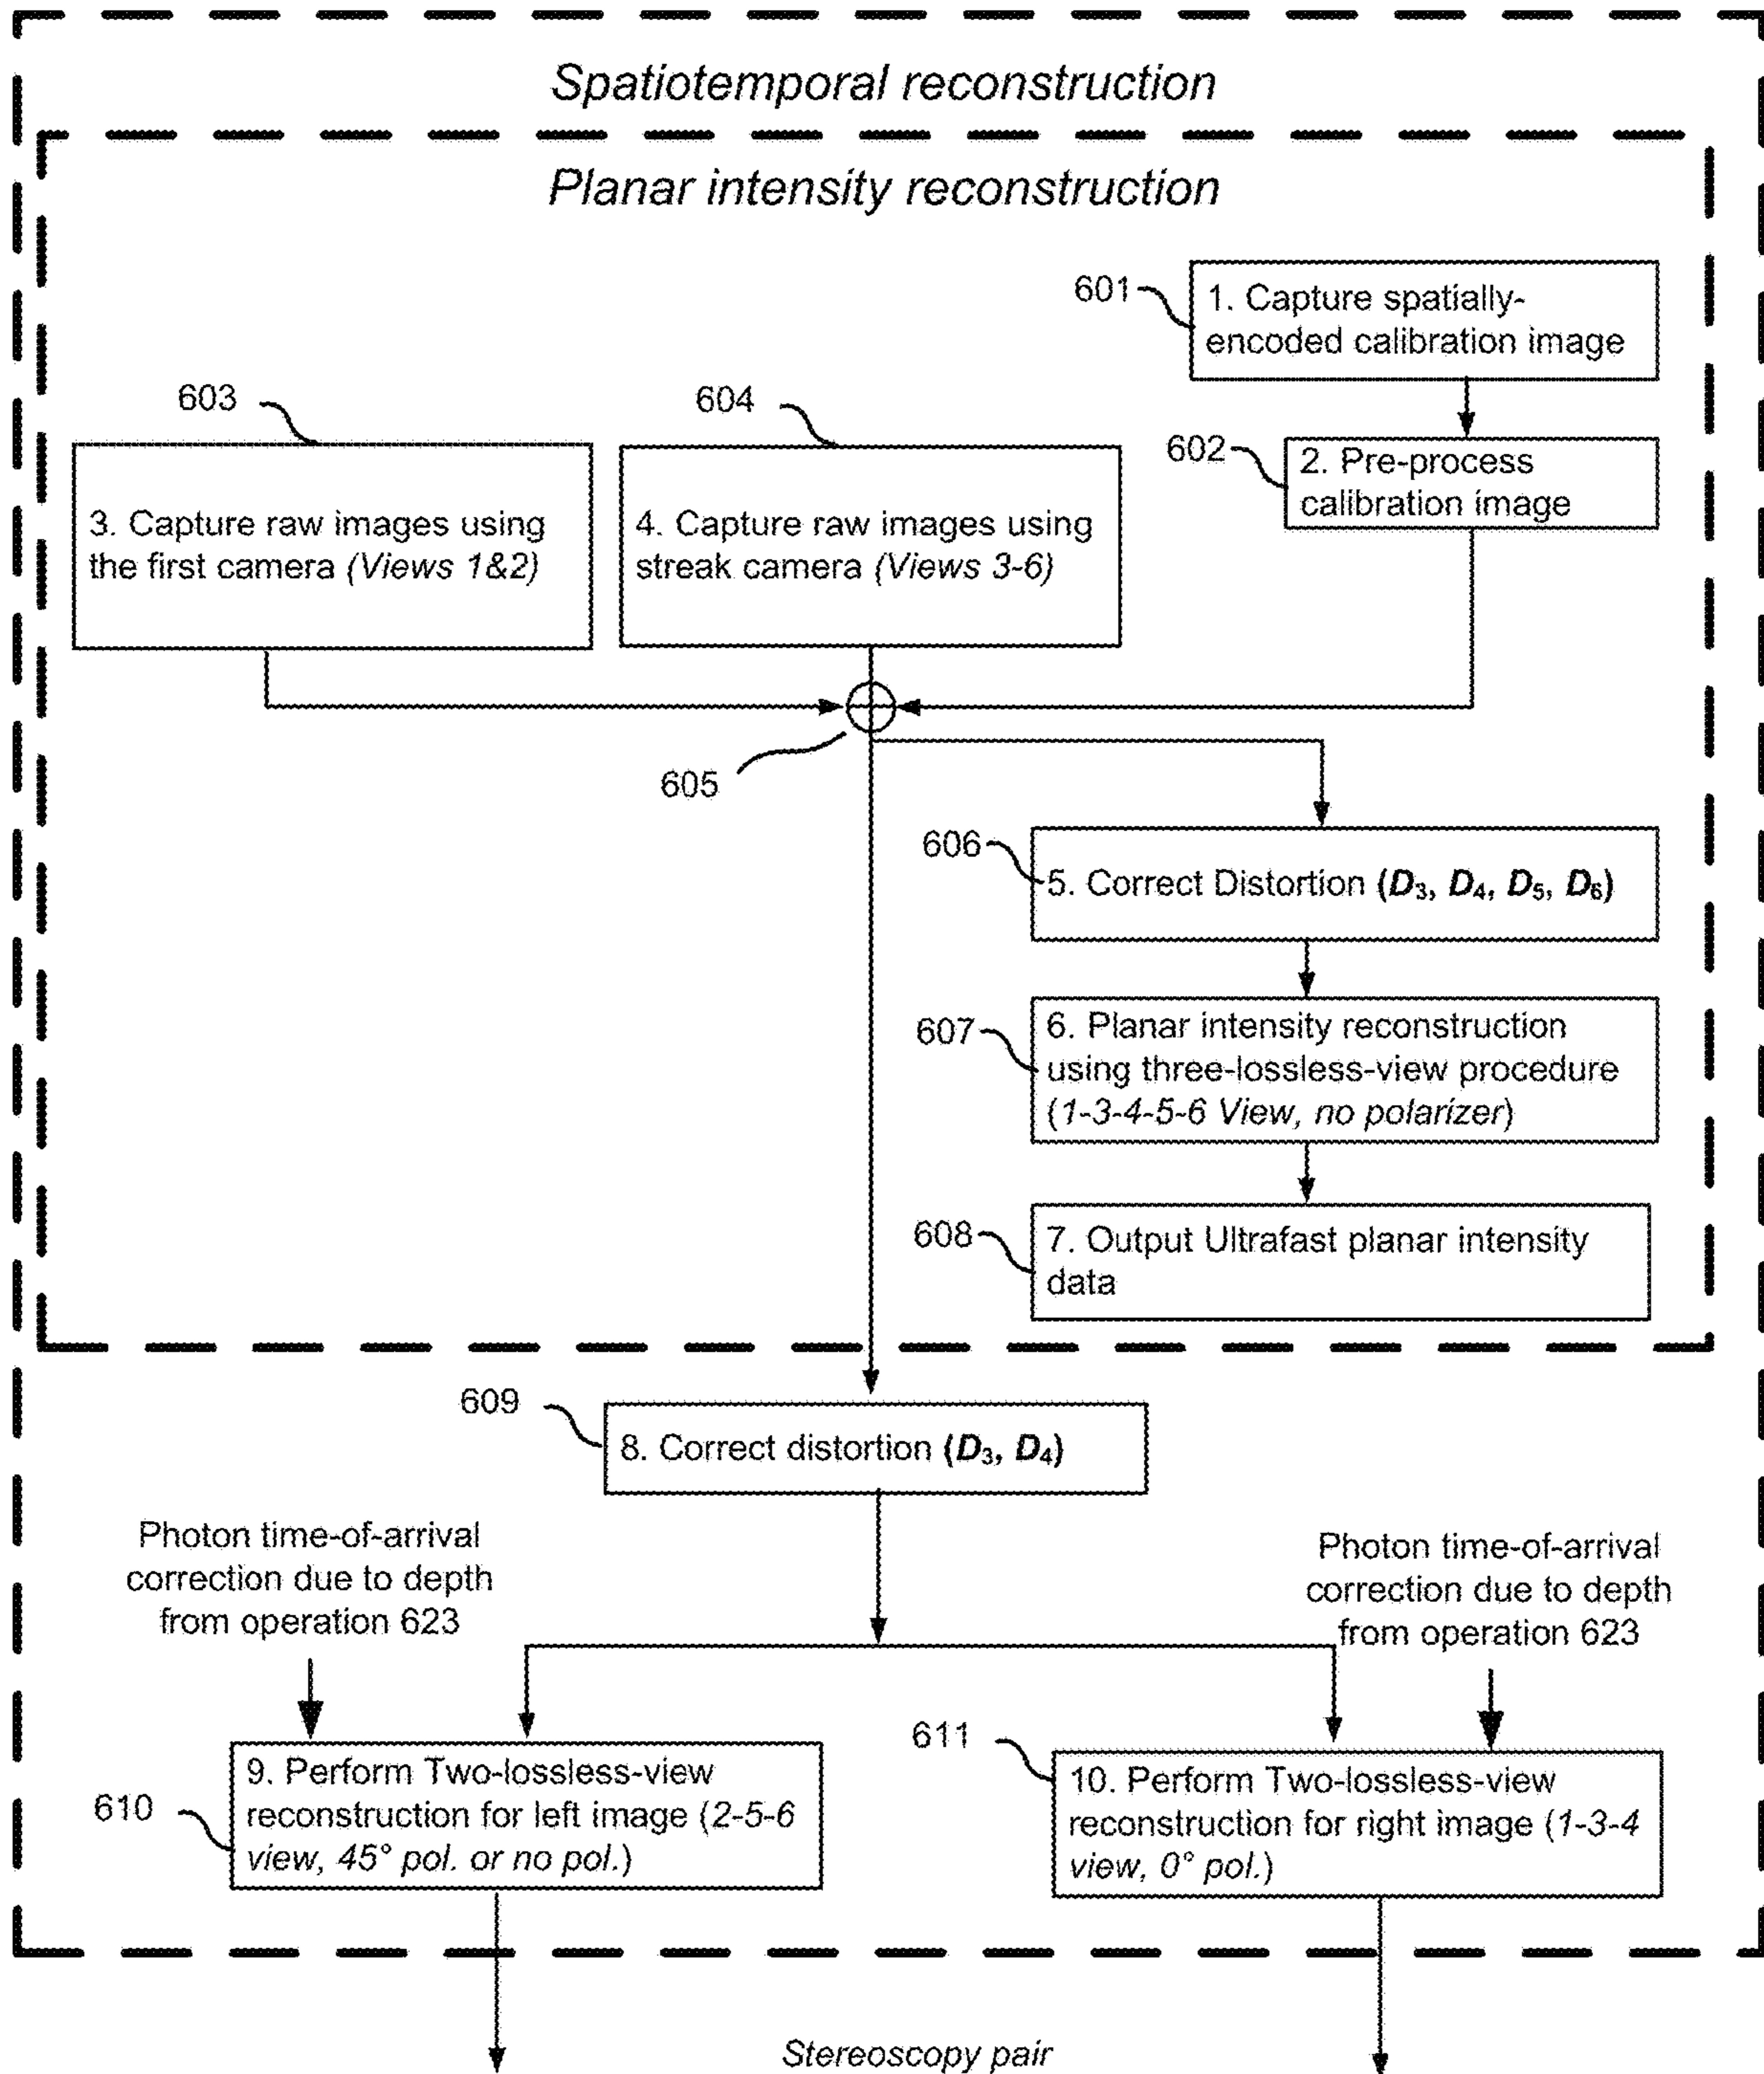 Spatiotemporal reconstruction
Planar intensity reconstruction
601
1. Capture spatially-
encoded calibration image
603
604
602
2. Pre-process
calibration image
3. Capture raw images using
the first camera (Views 1&2)
4. Capture raw images using
streak camera (Views 3-6)
605
606
5. Correct Distortion (D3, D4, D5, D6)
607
6. Planar intensity reconstruction
using three-lossless-view procedure
(1-3-4-5-6 View, no polarizer)
608
7. Output Ultrafast planar intensity
data
609
8. Correct distortion (D3, D4)
Photon time-of-arrival
correction due to depth
from operation 623
Photon time-of-arrival
correction due to depth
from operation 623
610
9. Perform Two-lossless-view
reconstruction for left image (2-5-6
view, 45° pol. or no pol.)
611
10. Perform Two-lossless-view
reconstruction for right image (1-3-4
view, 0° pol.)
Stereoscopy pair